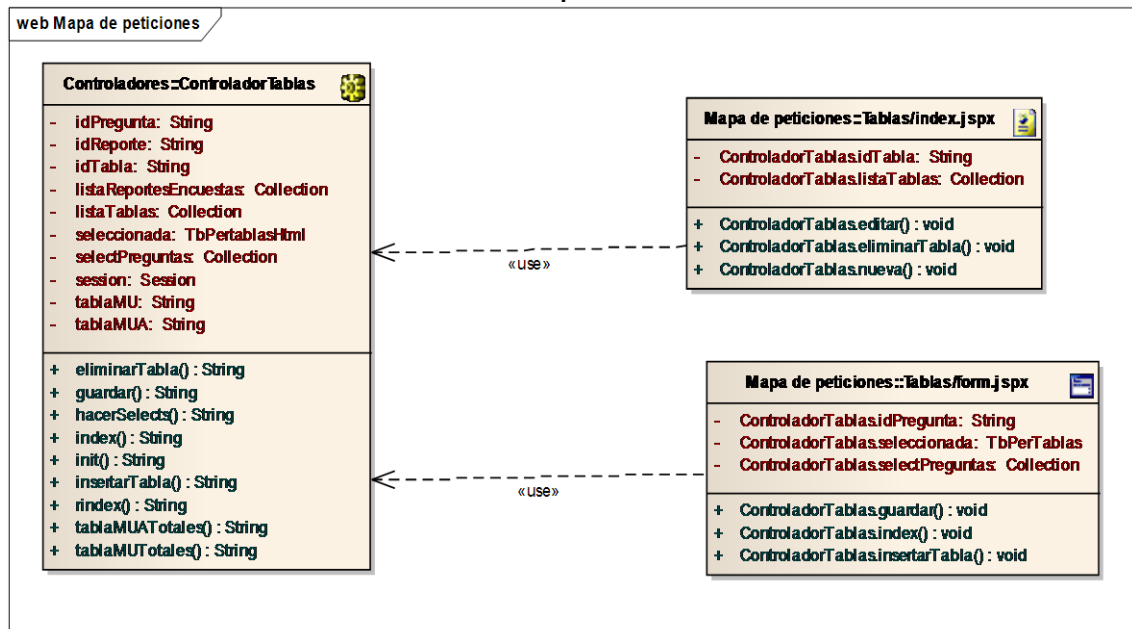 web Mapa de peticiones
Controladores::ControladorTablas
- idPregunta: String
- idReporte: String
- idTabla: String
- listaReportesEncuestas: Collection
- listaTablas: Collection
- seleccionada: TbPertablasHtml
- selectPreguntas: Collection
- session: Session
- tablaMU: String
- tablaMUA: String
+ eliminarTabla() : String
+ guardar() : String
+ hacerSelects() : String
+ index() : String
+ init() : String
+ insertarTabla() : String
+ rindex() : String
+ tablaMUATotales() : String
+ tablaMUTotales() : String
«use»
Mapa de peticiones::Tablas/index.jspx
- ControladorTablas.idTabla: String
- ControladorTablas.listaTablas: Collection
+ ControladorTablas.editar() : void
+ ControladorTablas.eliminarTabla() : void
+ ControladorTablas.nueva() : void
«use»
Mapa de peticiones::Tablas/form.jspx
- ControladorTablas.idPregunta: String
- ControladorTablas.seleccionada: TbPerTablas
- ControladorTablas.selectPreguntas: Collection
+ ControladorTablas.guardar() : void
+ ControladorTablas.index() : void
+ ControladorTablas.insertarTabla() : void